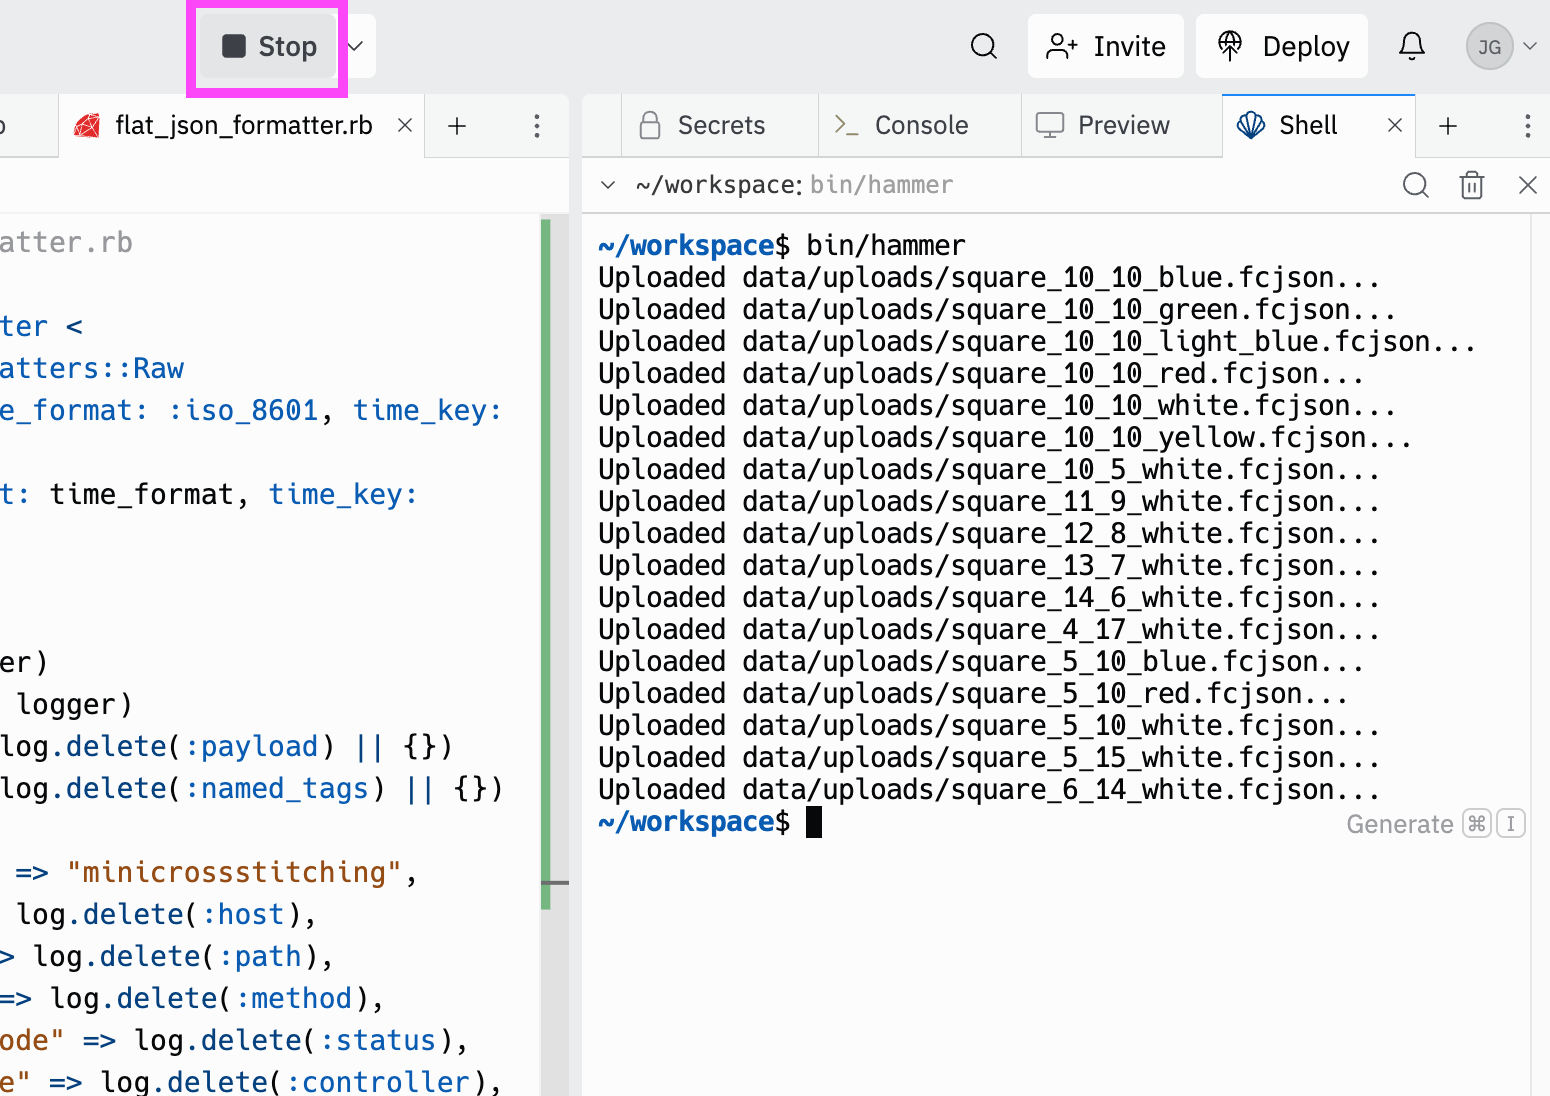 Stop
Invite
Deploy
JG
flat_json_formatter.rb
Secrets
Console
Preview
Shell
~/workspace: bin/hammer
atter.rb
ter <
atters::Raw
e_format: :iso_8601, time_key:
t: time_format, time_key:
er)
logger)
log.delete(:payload) || {})
log.delete(:named_tags) || {})
=> "minicrossstitching",
log.delete(:host),
> log.delete(:path),
=> log.delete(:method),
ode" => log.delete(:status),
e" => log.delete(:controller),
~/workspace$ bin/hammer
Uploaded data/uploads/square_10_10_blue.fcjson...
Uploaded data/uploads/square_10_10_green.fcjson...
Uploaded data/uploads/square_10_10_light_blue.fcjson...
Uploaded data/uploads/square_10_10_red.fcjson...
Uploaded data/uploads/square_10_10_white.fcjson...
Uploaded data/uploads/square_10_10_yellow.fcjson...
Uploaded data/uploads/square_10_5_white.fcjson...
Uploaded data/uploads/square_11_9_white.fcjson...
Uploaded data/uploads/square_12_8_white.fcjson...
Uploaded data/uploads/square_13_7_white.fcjson...
Uploaded data/uploads/square_14_6_white.fcjson...
Uploaded data/uploads/square_4_17_white.fcjson...
Uploaded data/uploads/square_5_10_blue.fcjson...
Uploaded data/uploads/square_5_10_red.fcjson...
Uploaded data/uploads/square_5_10_white.fcjson...
Uploaded data/uploads/square_5_15_white.fcjson...
Uploaded data/uploads/square_6_14_white.fcjson...
~/workspace$
Generate ⌘ I